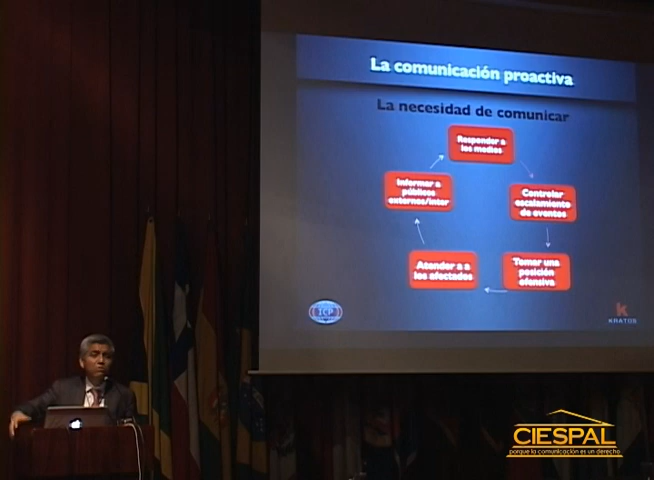 La comunicación proactiva
La necesidad de comunicar
Responder a
los medios
Controlar
escalamiento
de eventos
Tomar una
posición
ofensiva
Atender a a
los afectados
Informar a
públicos
externos/inter
ICP
KRATOS
CIESPAL
porque la comunicación es un derecho